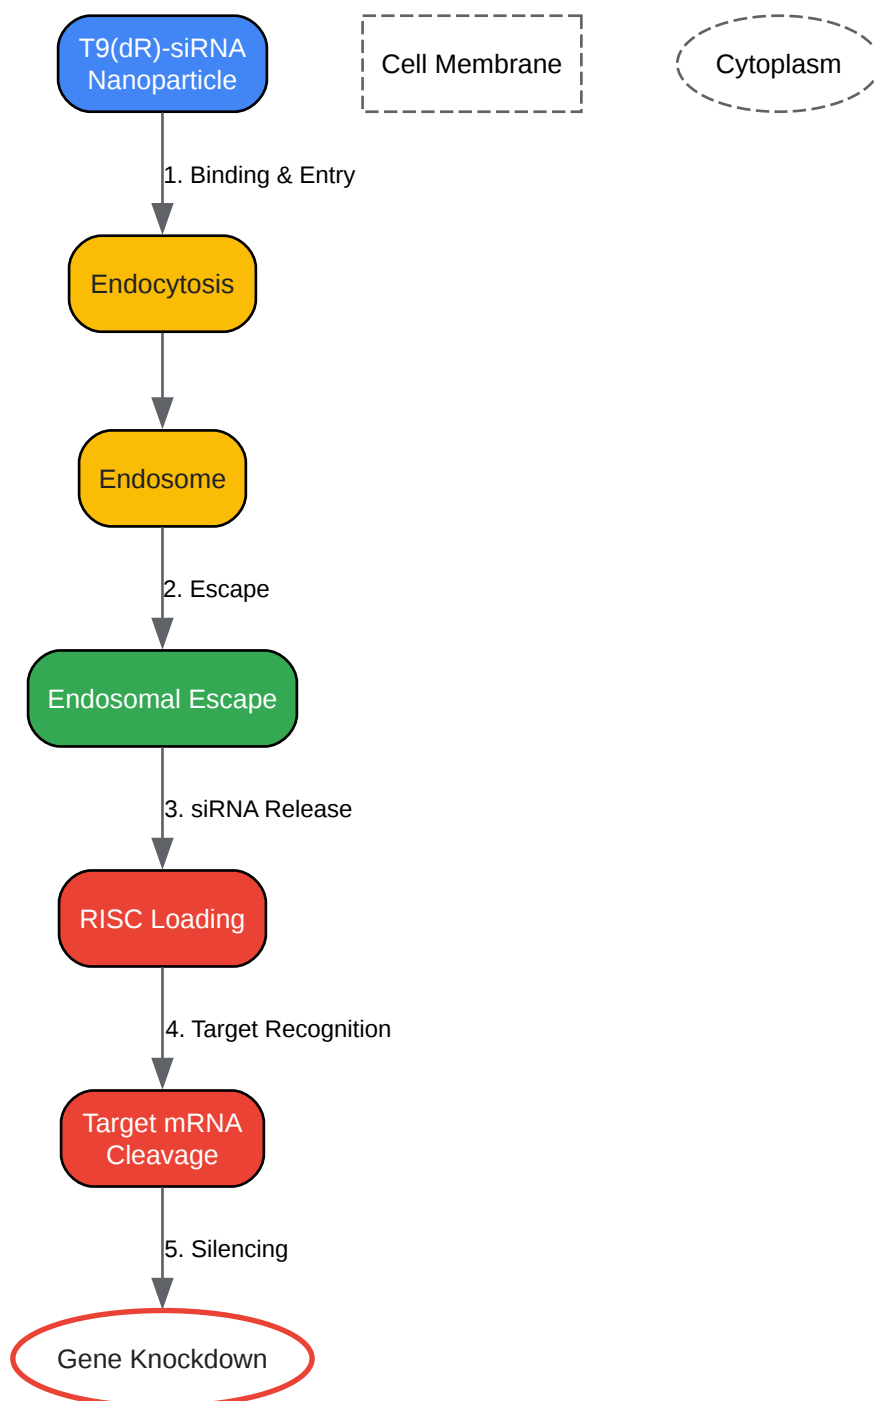 T9(dR)-siRNA
Nanoparticle
Cell Membrane
Cytoplasm
1. Binding & Entry
Endocytosis
Endosome
2. Escape
Endosomal Escape
3. siRNA Release
RISC Loading
4. Target Recognition
Target mRNA
Cleavage
5. Silencing
Gene Knockdown